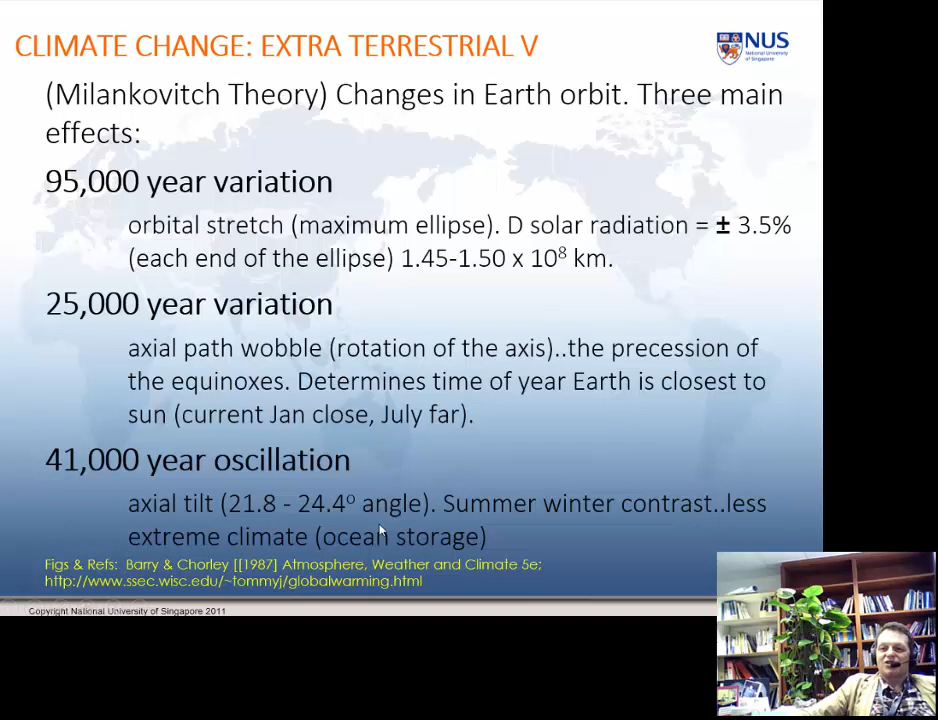 CLIMATE CHANGE: EXTRA TERRESTRIAL V
NUS
National University
of Singapore
(Milankovitch Theory) Changes in Earth orbit. Three main
effects:
95,000 year variation
orbital stretch (maximum ellipse). D solar radiation = ± 3.5%
(each end of the ellipse) 1.45-1.50 x 10⁸ km.
25,000 year variation
axial path wobble (rotation of the axis)..the precession of
the equinoxes. Determines time of year Earth is closest to
sun (current Jan close, July far).
41,000 year oscillation
axial tilt (21.8 - 24.4º angle). Summer winter contrast..less
extreme climate (ocean storage)
Figs & Refs: Barry & Chorley [[1987] Atmosphere, Weather and Climate 5e;
http://www.ssec.wisc.edu/~tommyj/globalwarming.html
Copyright National University of Singapore 2011